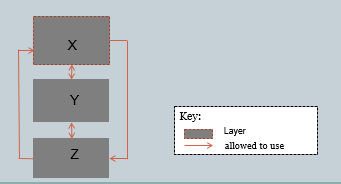 X
Y
Z
Key:
Layer
allowed to use